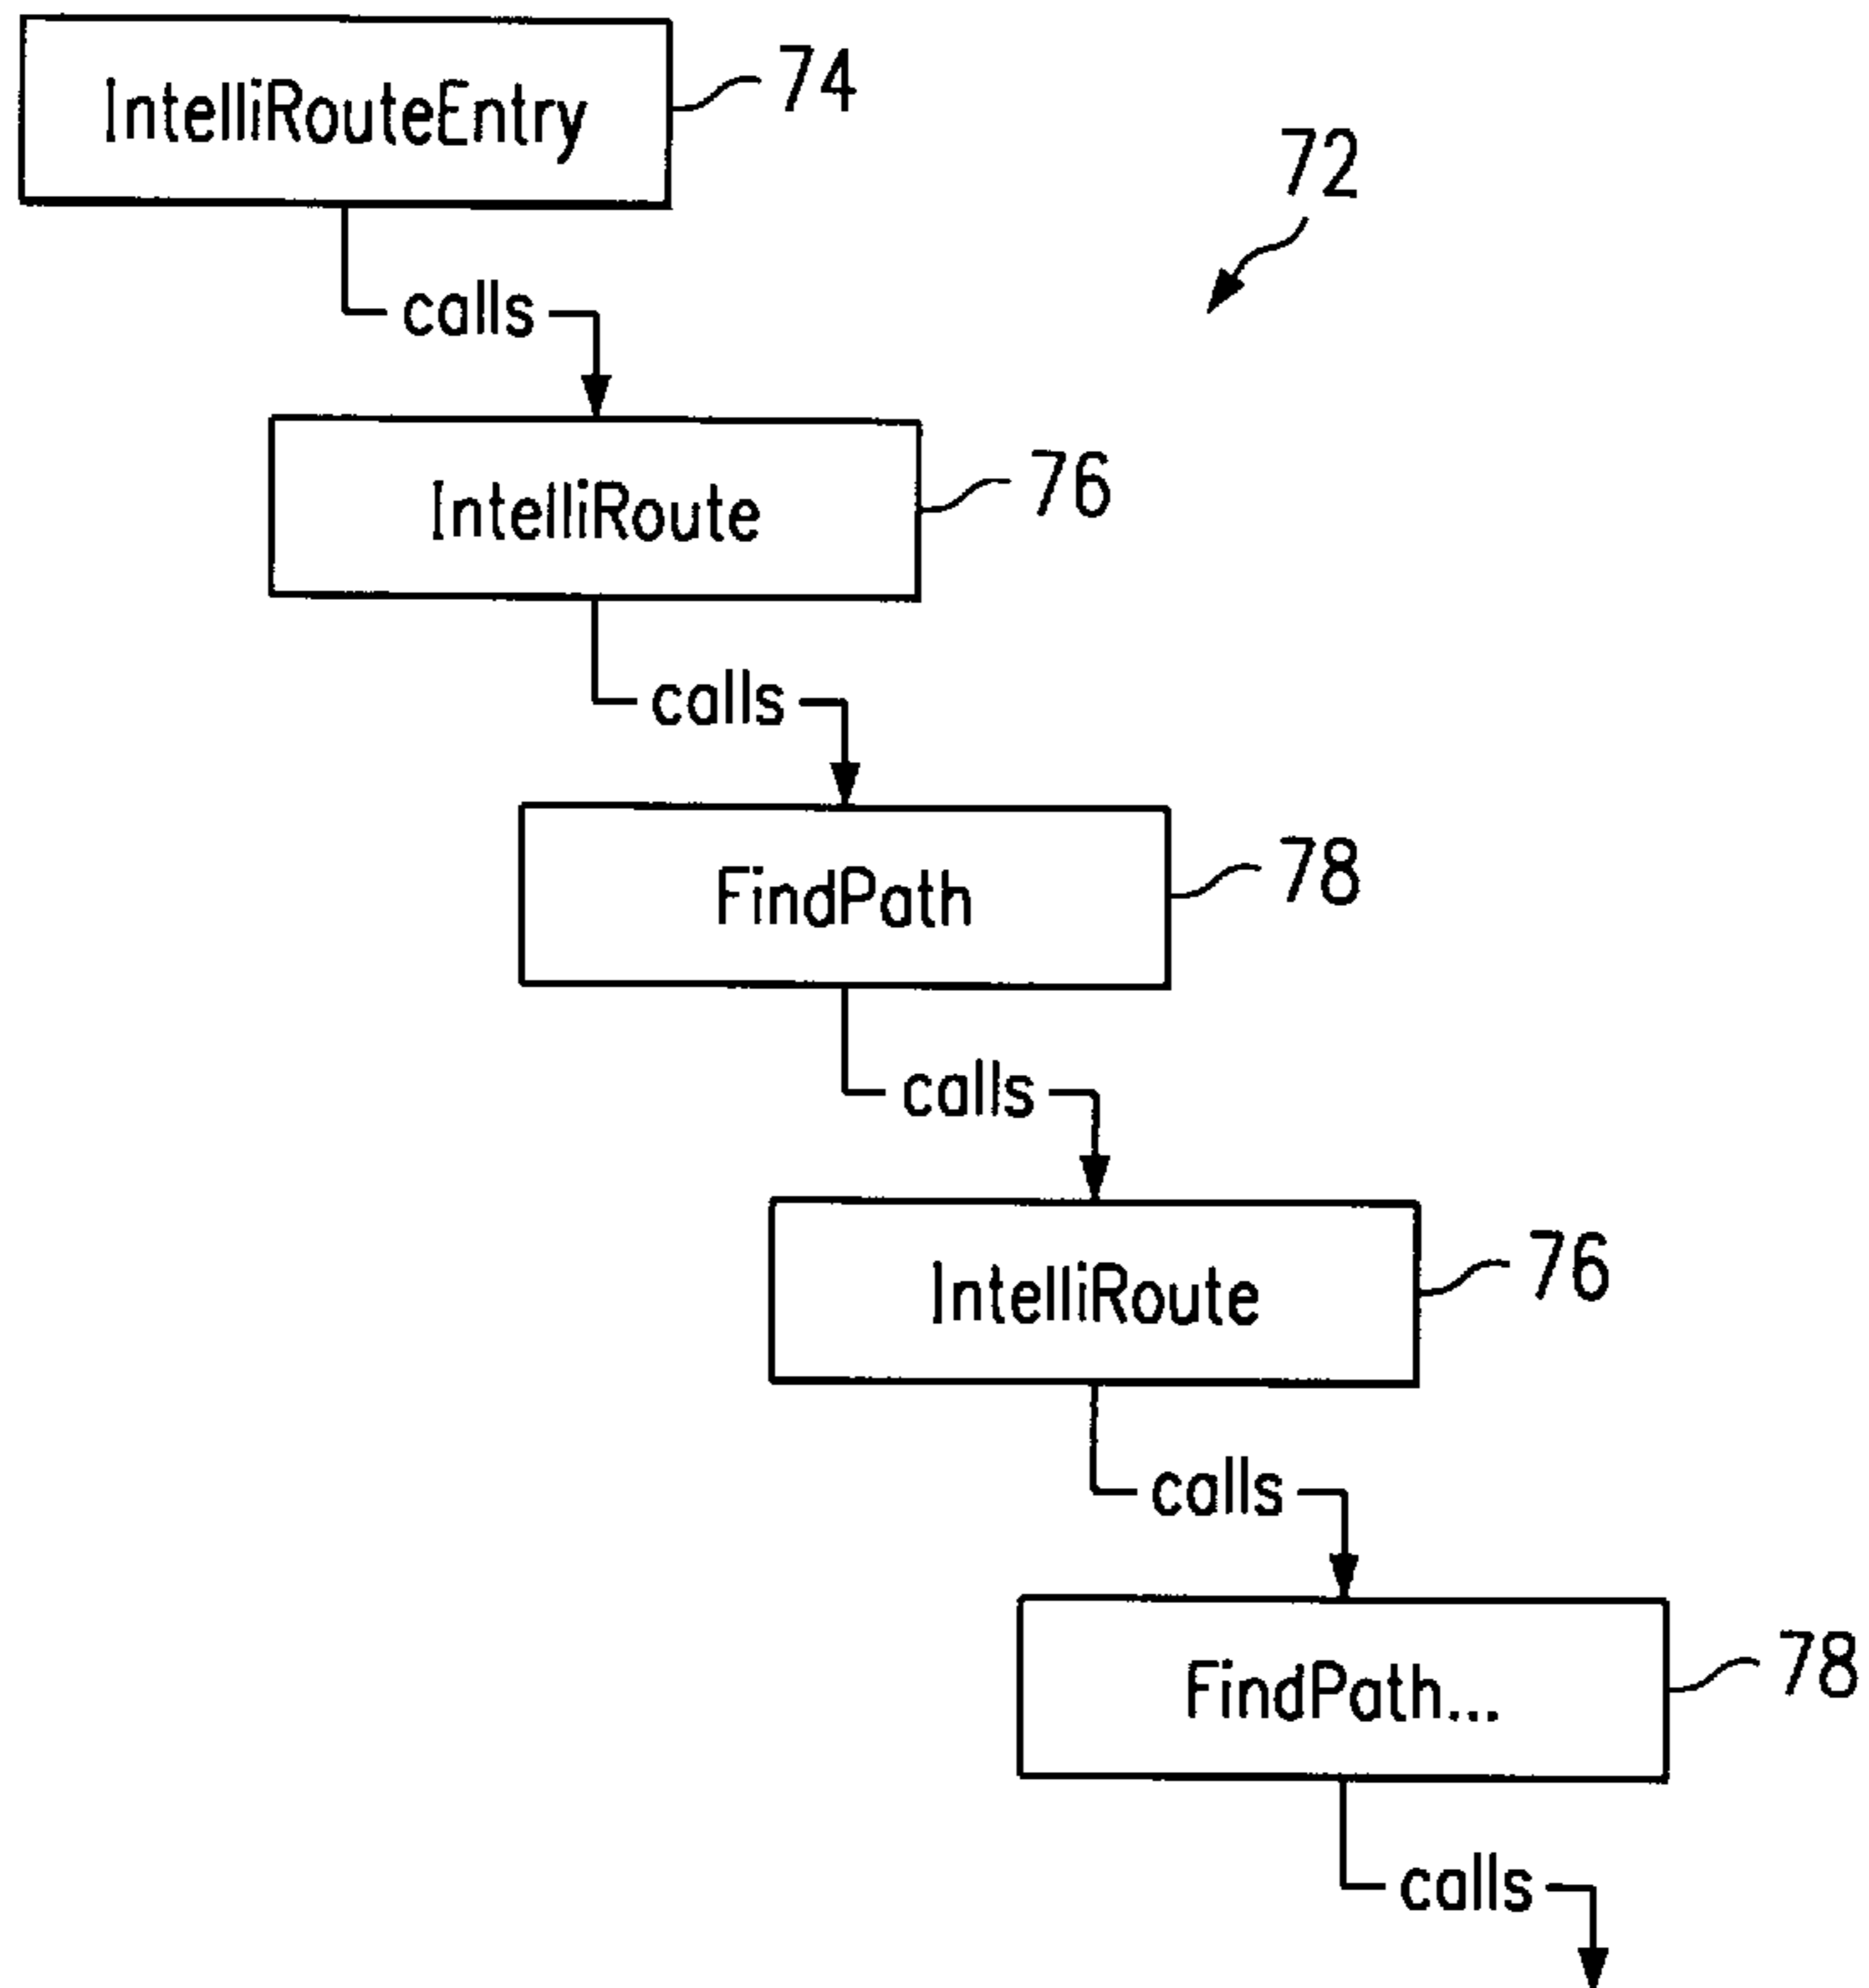 IntelliRouteEntry
74
72
calls
IntelliRoute
76
calls
FindPath
78
calls
IntelliRoute
76
calls
FindPath...
78
calls